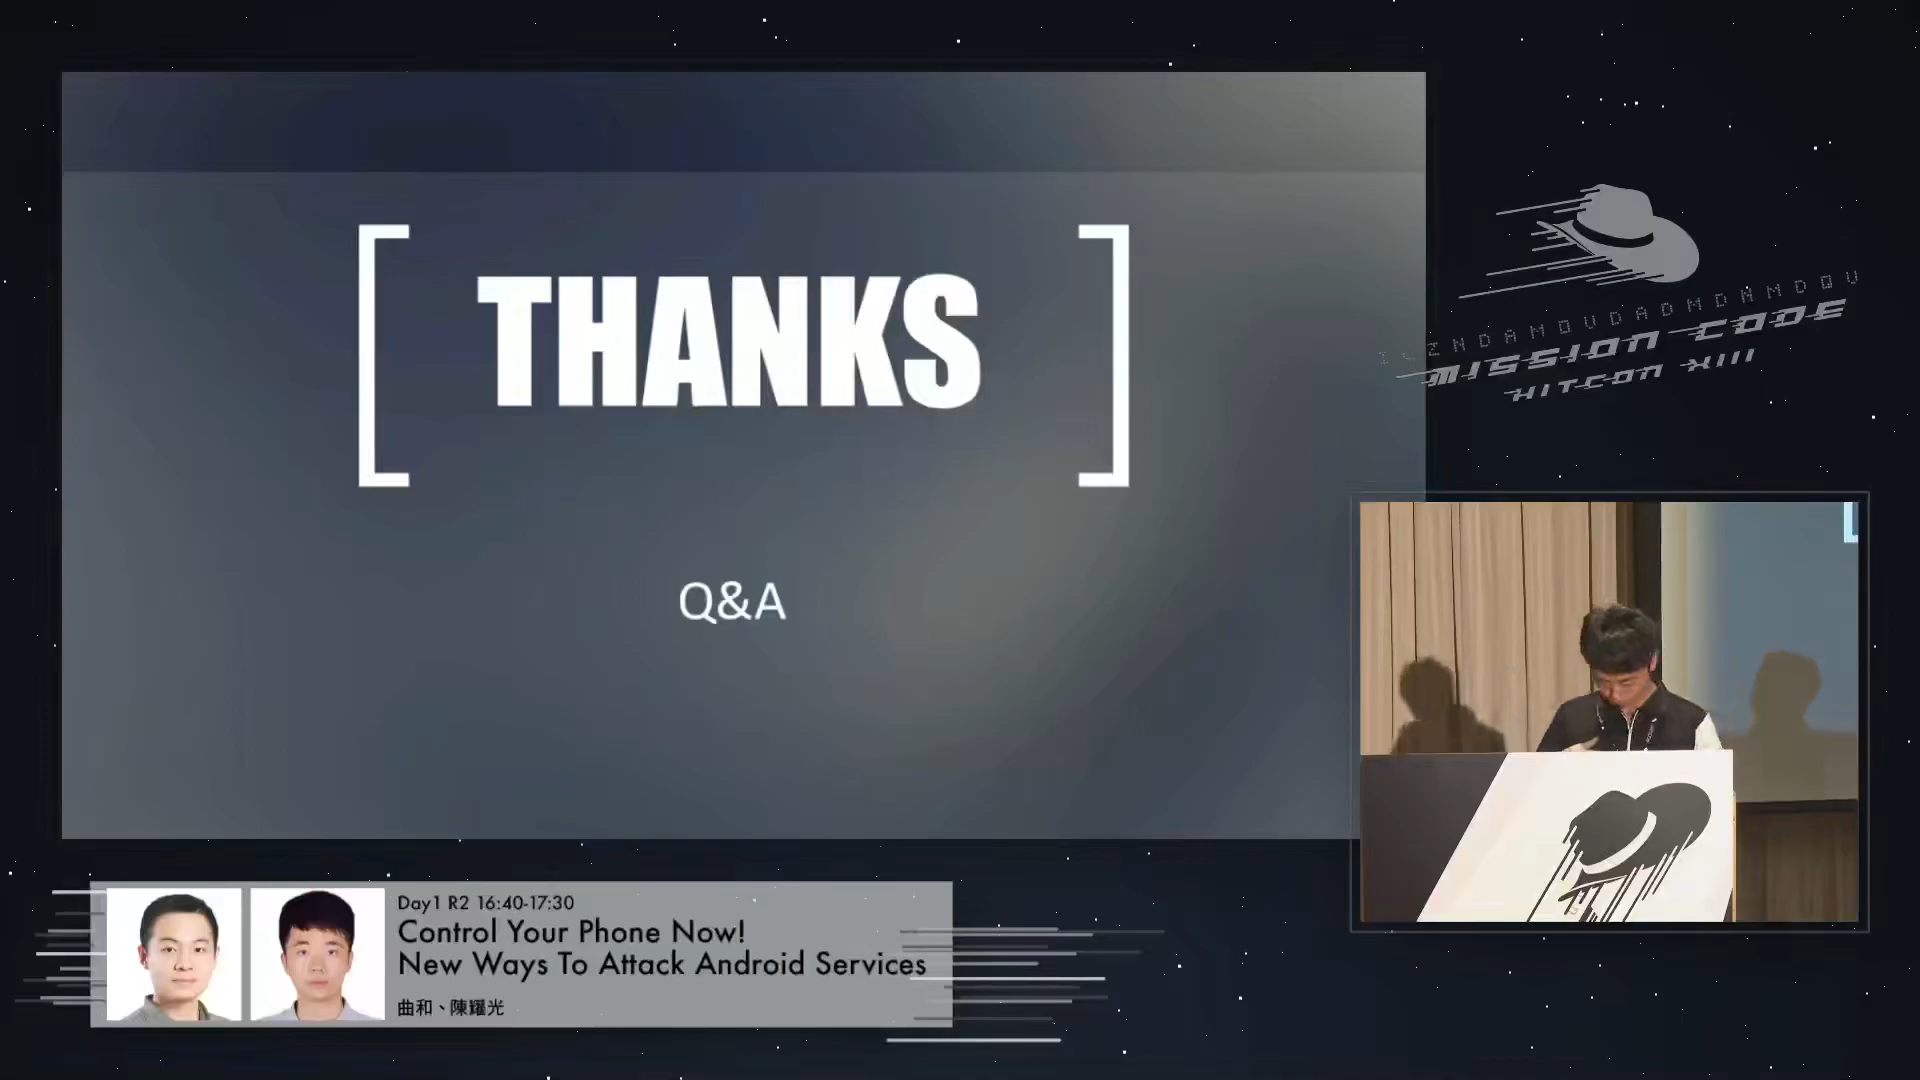 [ THANKS ]
Q&A
MISSION CODE
HITCON XIII
Day1 R2 16:40-17:30
Control Your Phone Now!
New Ways To Attack Android Services
曲和、陳耀光